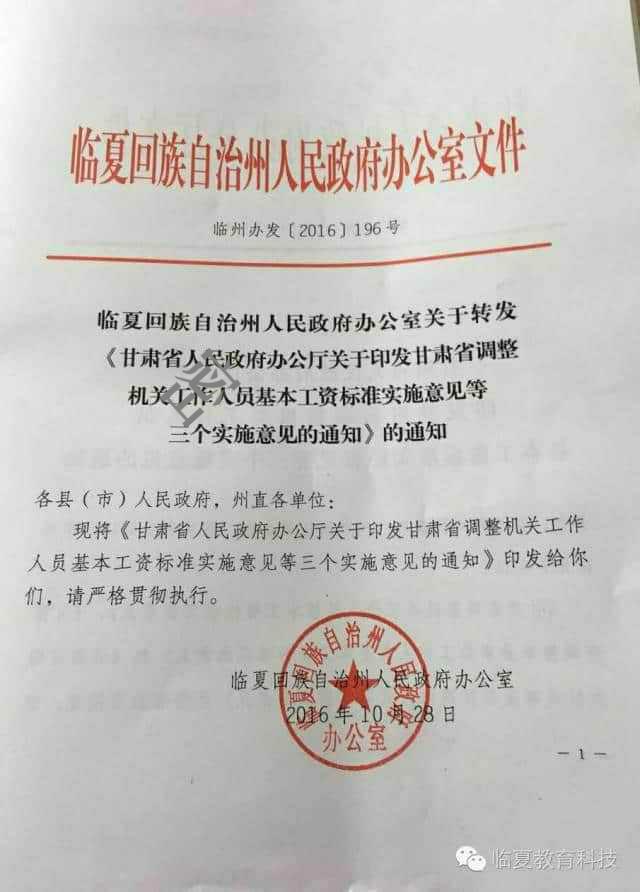 临夏回族自治州人民政府办公室文件
临州办发〔2016〕196号
临夏回族自治州人民政府办公室关于转发
《甘肃省人民政府办公厅关于印发甘肃省调整
机关工作人员基本工资标准实施意见等
三个实施意见的通知》的通知
密
各县（市）人民政府，州直各单位：
现将《甘肃省人民政府办公厅关于印发甘肃省调整机关工作
人员基本工资标准实施意见等三个实施意见的通知》印发给你
们，请严格贯彻执行。
临夏回族自治州人民政府办公室
2016年10月28日
临夏回族自治州人民政府
办公室
－1－
临夏教育科技